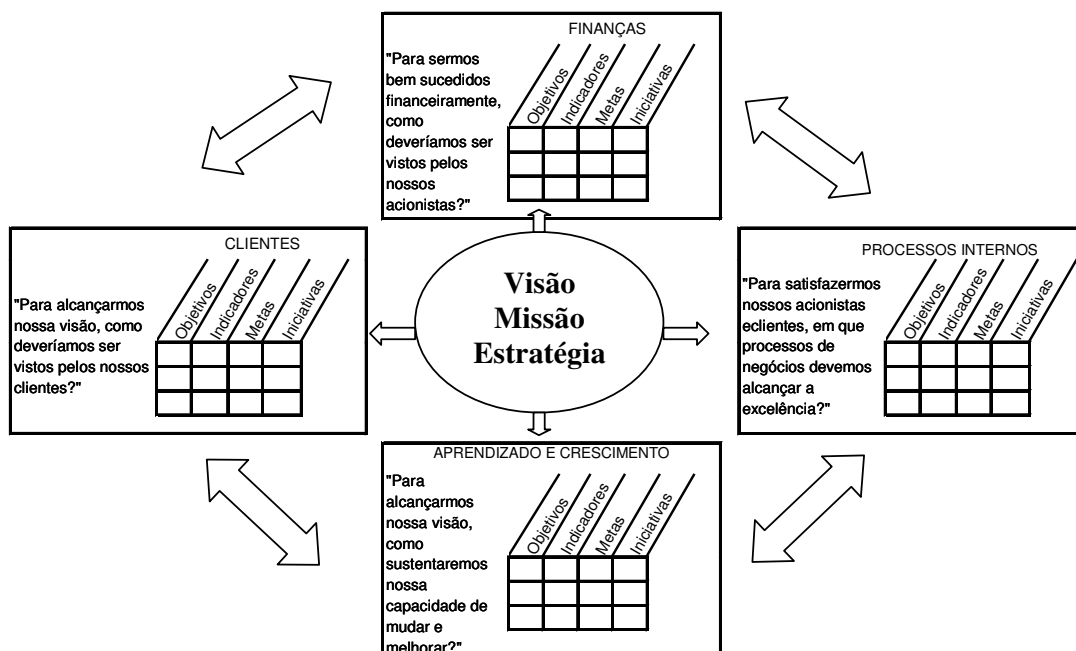 FINANÇAS
"Para sermos
bem sucedidos
financeiramente,
como
deveríamos ser
vistos pelos
nossos
acionistas?"
Objetivos
Indicadores
Metas
Iniciativas
CLIENTES
"Para alcançarmos
nossa visão, como
deveríamos ser
vistos pelos nossos
clientes?"
Objetivos
Indicadores
Metas
Iniciativas
Visão
Missão
Estratégia
PROCESSOS INTERNOS
"Para satisfazermos
nossos acionistas
eclientes, em que
processos de
negócios devemos
alcançar a
excelência?"
Objetivos
Indicadores
Metas
Iniciativas
APRENDIZADO E CRESCIMENTO
"Para
alcançarmos
nossa visão,
como
sustentaremos
nossa
capacidade de
mudar e
melhorar?"
Objetivos
Indicadores
Metas
Iniciativas